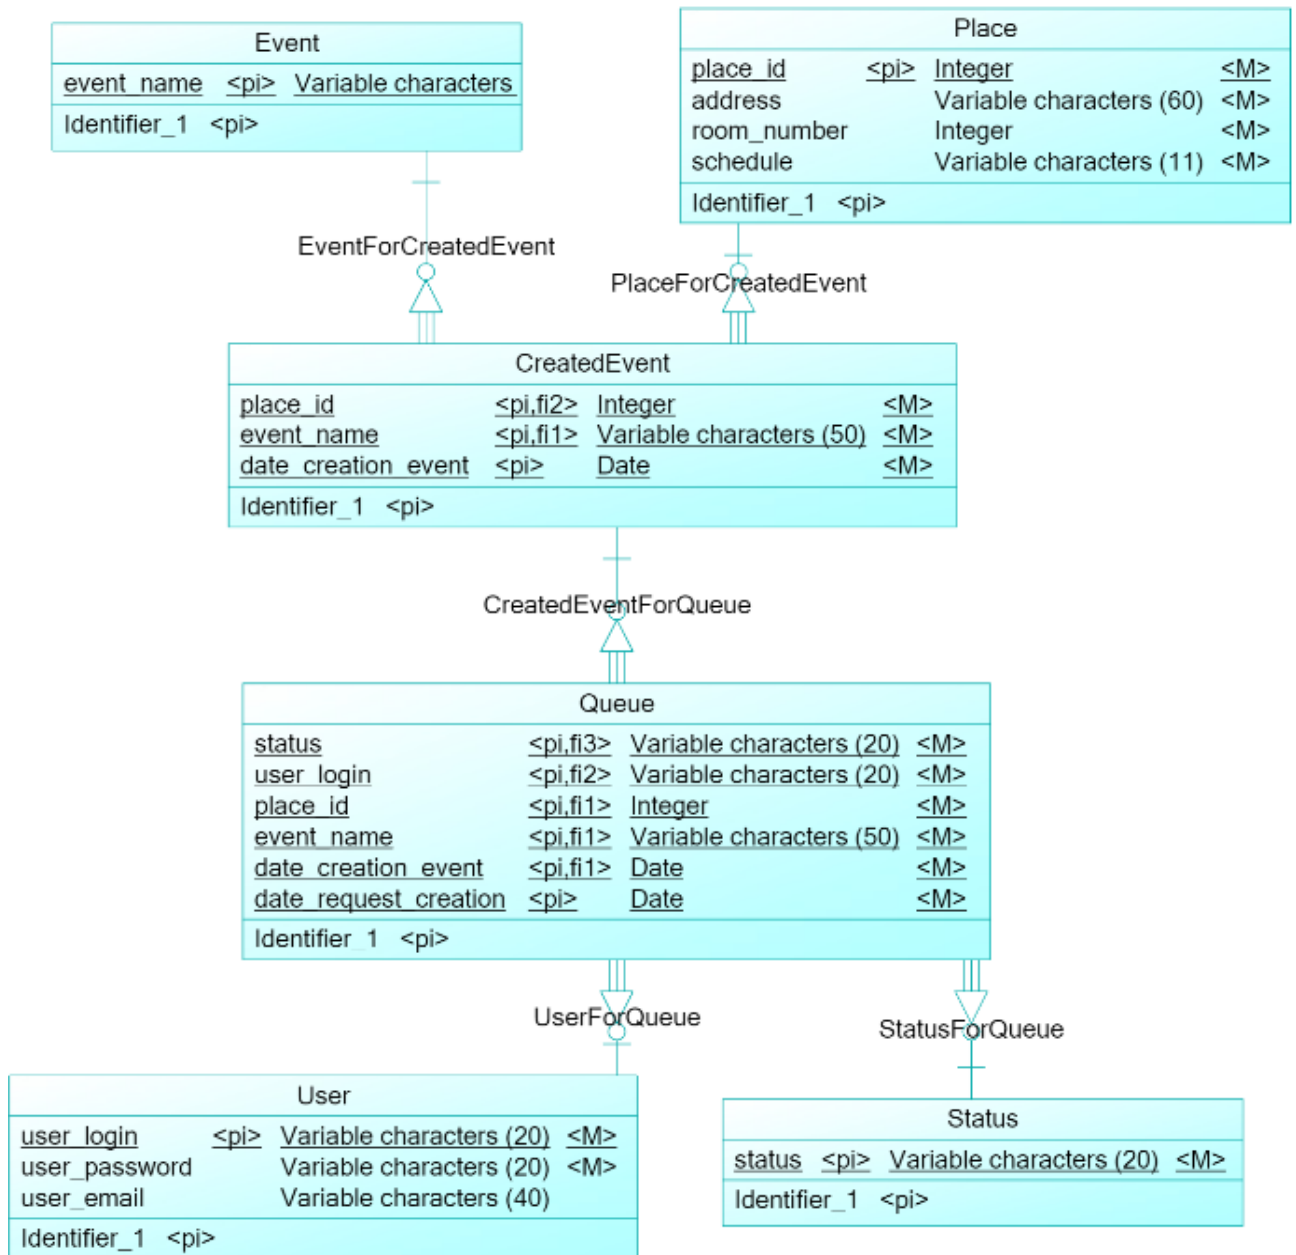 Event
event_name <pi> Variable characters
Identifier_1 <pi>
Place
place_id <pi> Integer <M>
address Variable characters (60) <M>
room_number Integer <M>
schedule Variable characters (11) <M>
Identifier_1 <pi>
EventForCreatedEvent
PlaceForCreatedEvent
CreatedEvent
place_id <pi,fi2> Integer <M>
event_name <pi,fi1> Variable characters (50) <M>
date_creation_event <pi> Date <M>
Identifier_1 <pi>
CreatedEventForQueue
Queue
status <pi,fi3> Variable characters (20) <M>
user_login <pi,fi2> Variable characters (20) <M>
place_id <pi,fi1> Integer <M>
event_name <pi,fi1> Variable characters (50) <M>
date_creation_event <pi,fi1> Date <M>
date_request_creation <pi> Date <M>
Identifier_1 <pi>
UserForQueue
StatusForQueue
User
user_login <pi> Variable characters (20) <M>
user_password Variable characters (20) <M>
user_email Variable characters (40)
Identifier_1 <pi>
Status
status <pi> Variable characters (20) <M>
Identifier_1 <pi>